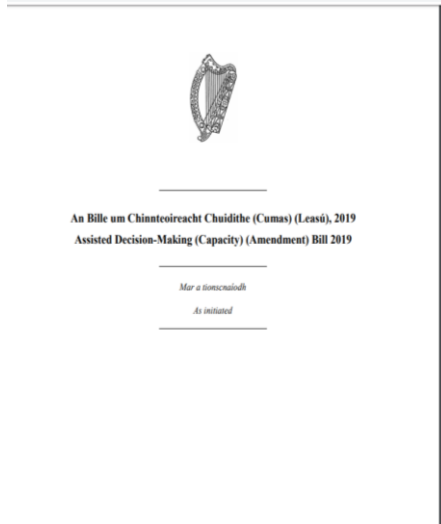 An Bille um Chinnteoireacht Chuidithe (Cumas) (Leasú), 2019
Assisted Decision-Making (Capacity) (Amendment) Bill 2019
Mar a tionscnaíodh
As initiated